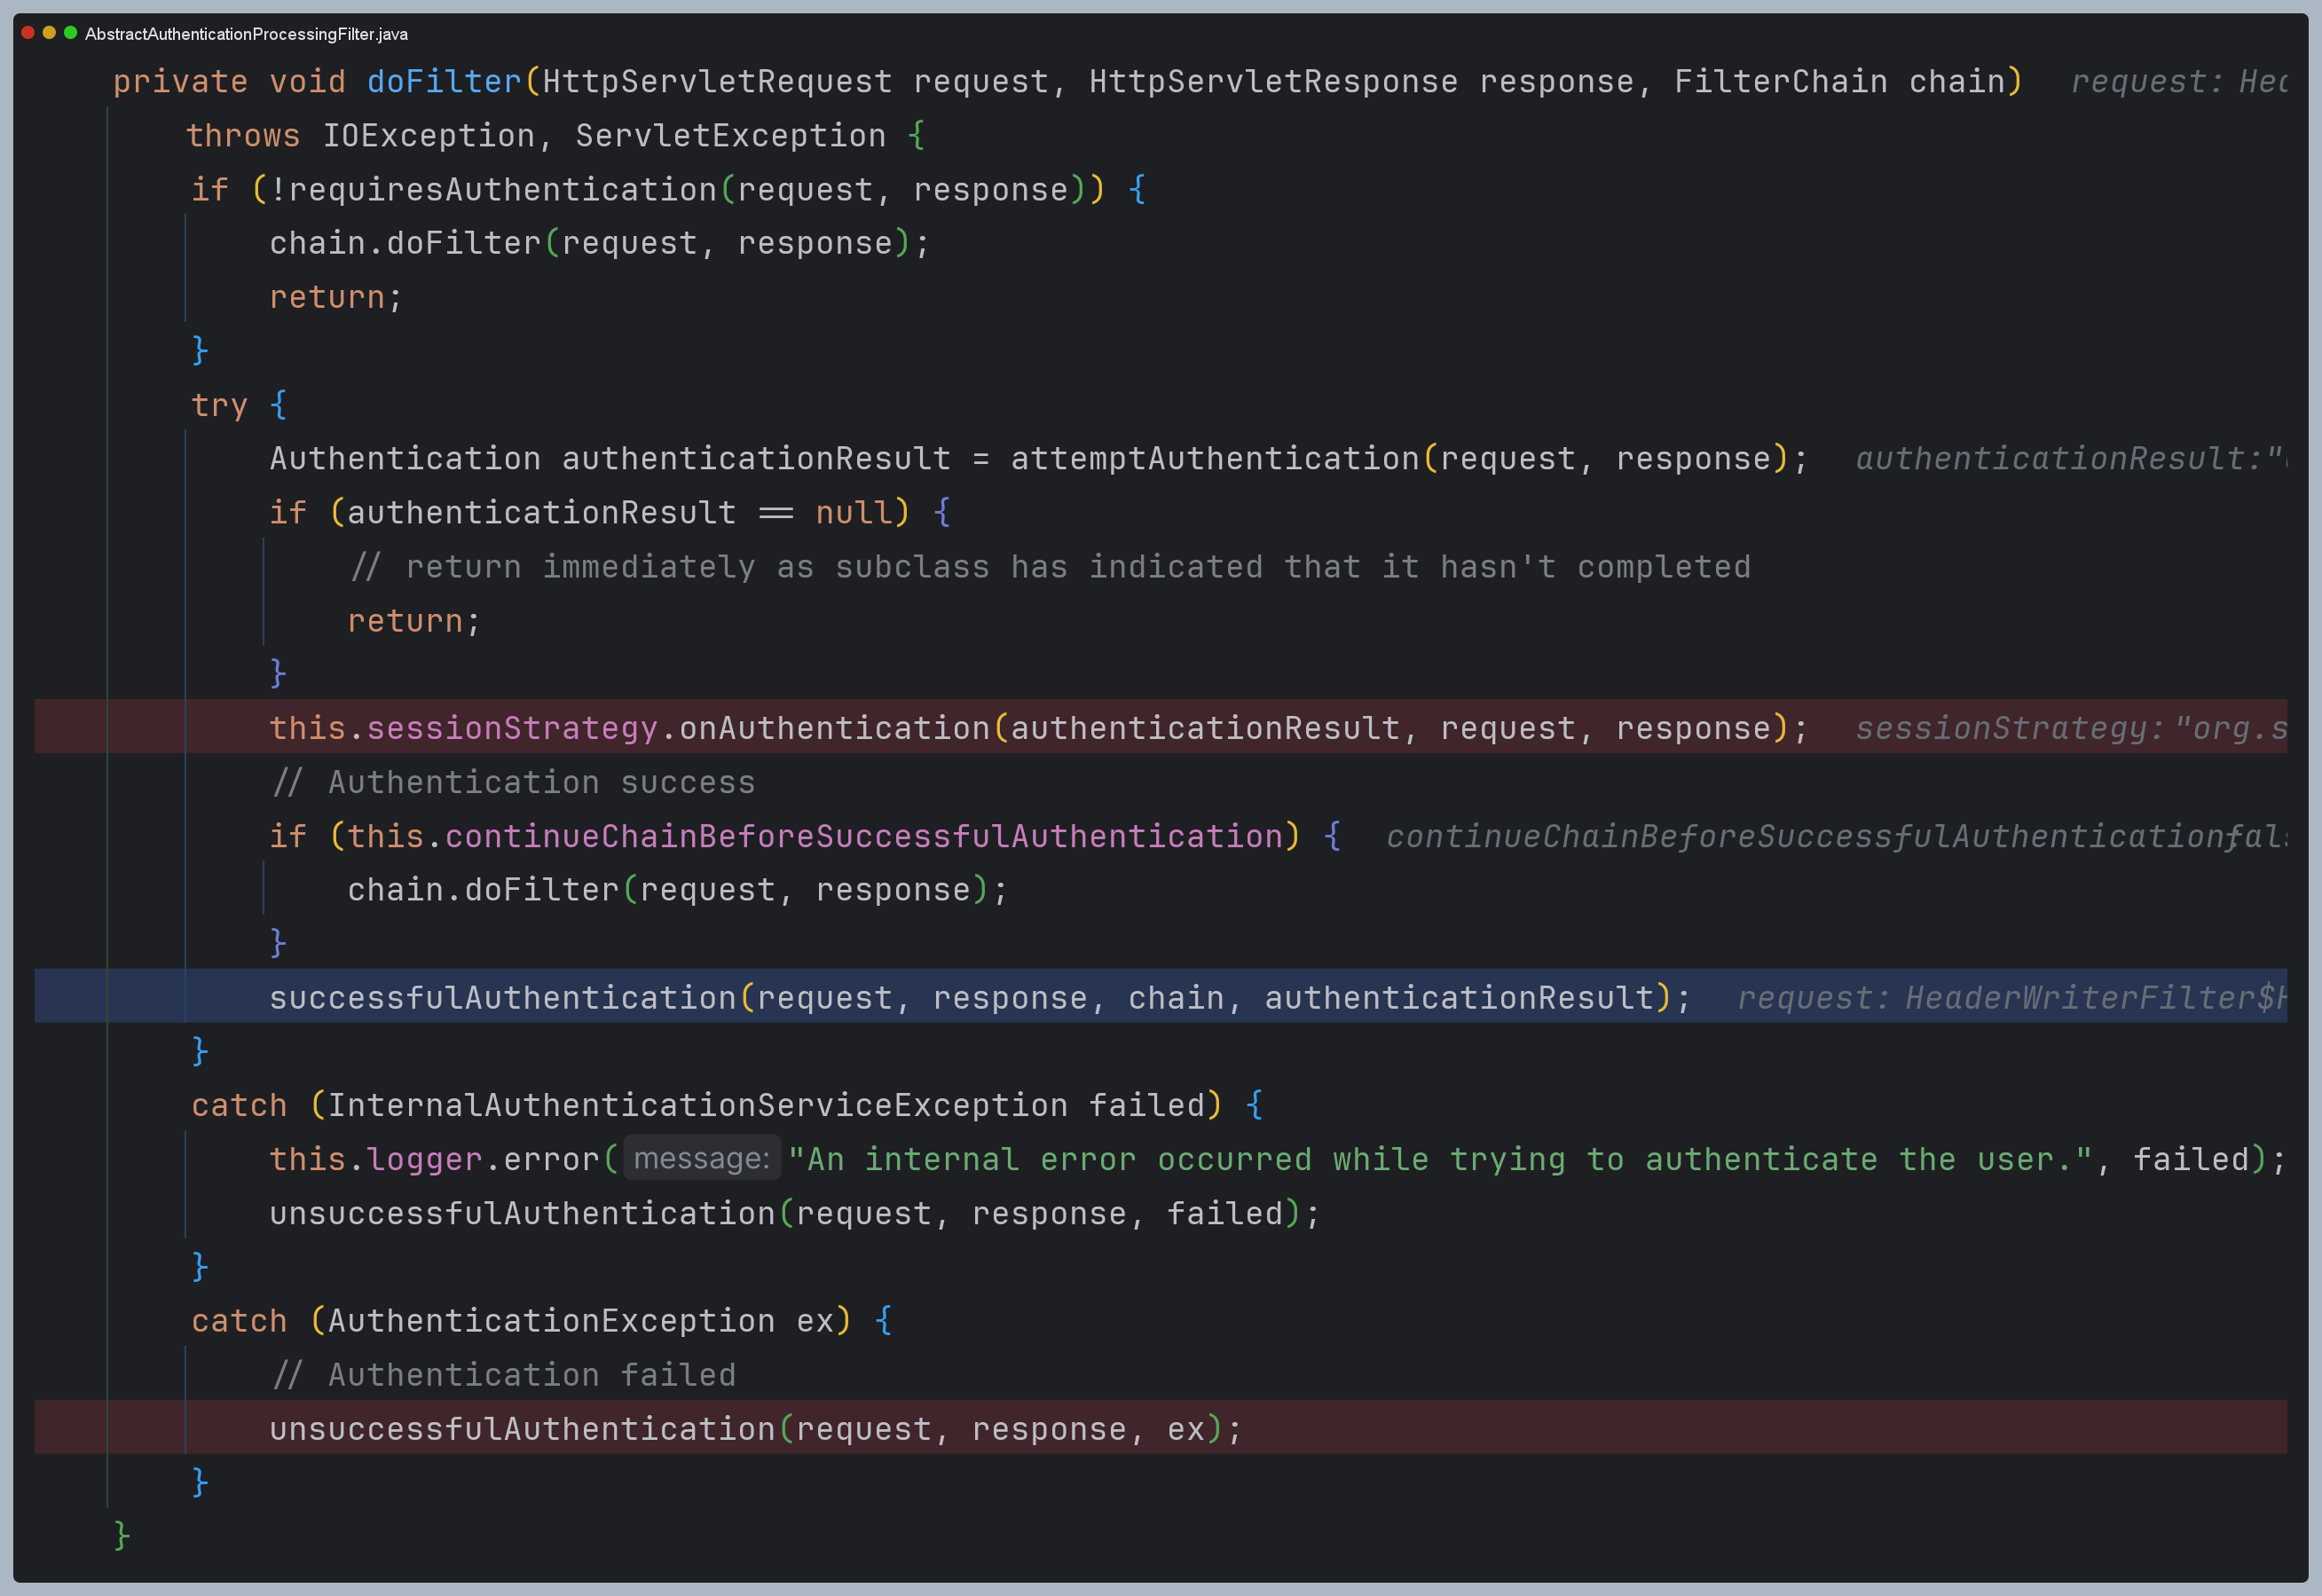 AbstractAuthenticationProcessingFilter.java
private void doFilter(HttpServletRequest request, HttpServletResponse response, FilterChain chain) request:
throws IOException, ServletException {
if (!requiresAuthentication(request, response)) {
chain.doFilter(request, response);
return;
}
try {
Authentication authenticationResult = attemptAuthentication(request, response); authenticationResult:"
if (authenticationResult == null) {
// return immediately as subclass has indicated that it hasn't completed
return;
}
this.sessionStrategy.onAuthentication(authenticationResult, request, response); sessionStrategy: "org.s
// Authentication success
if (this.continueChainBeforeSuccessfulAuthentication) { continueChainBeforeSuccessfulAuthentication:
chain.doFilter(request, response);
}
successfulAuthentication(request, response, chain, authenticationResult); request: HeaderWriterFilter$
}
catch (InternalAuthenticationServiceException failed) {
this.logger.error( message: "An internal error occurred while trying to authenticate the user.", failed);
unsuccessfulAuthentication(request, response, failed);
}
catch (AuthenticationException ex) {
// Authentication failed
unsuccessfulAuthentication(request, response, ex);
}
}